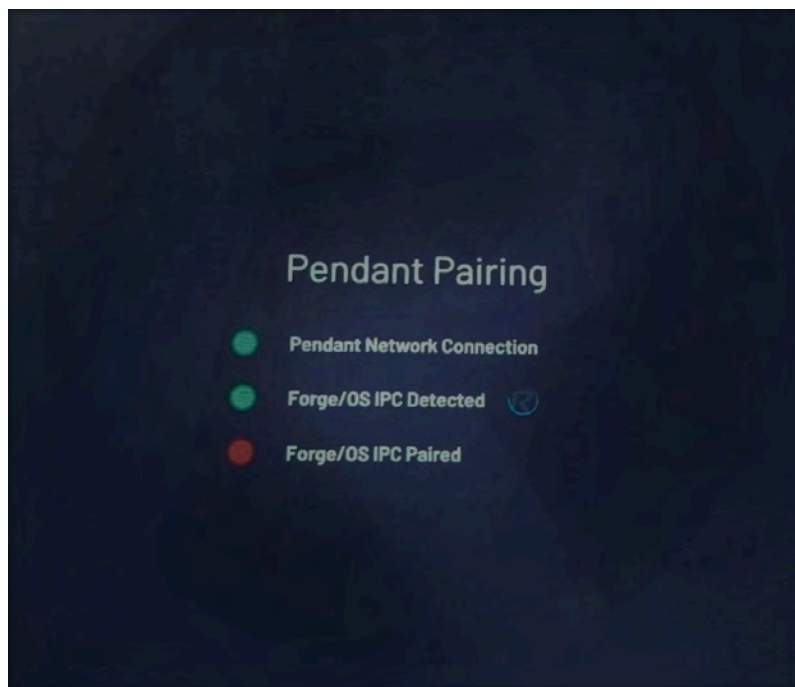 Pendant Pairing
Pendant Network Connection
Forge/OS IPC Detected
Forge/OS IPC Paired